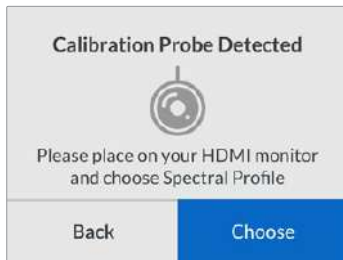 Calibration Probe Detected
Please place on your HDMI monitor
and choose Spectral Profile
Back
Choose